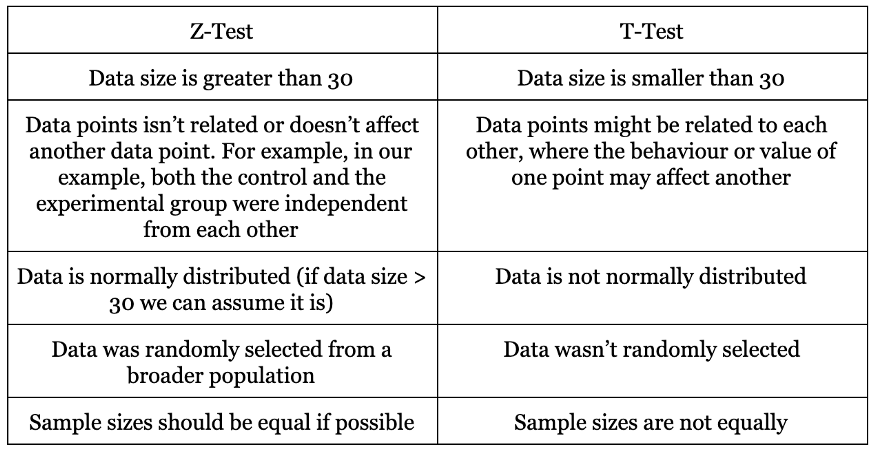 Z-Test
T-Test
Data size is greater than 30
Data size is smaller than 30
Data points isn’t related or doesn’t affect
another data point. For example, in our
example, both the control and the
experimental group were independent
from each other
Data points might be related to each
other, where the behaviour or value of
one point may affect another
Data is normally distributed (if data size >
30 we can assume it is)
Data is not normally distributed
Data was randomly selected from a
broader population
Data wasn’t randomly selected
Sample sizes should be equal if possible
Sample sizes are not equally